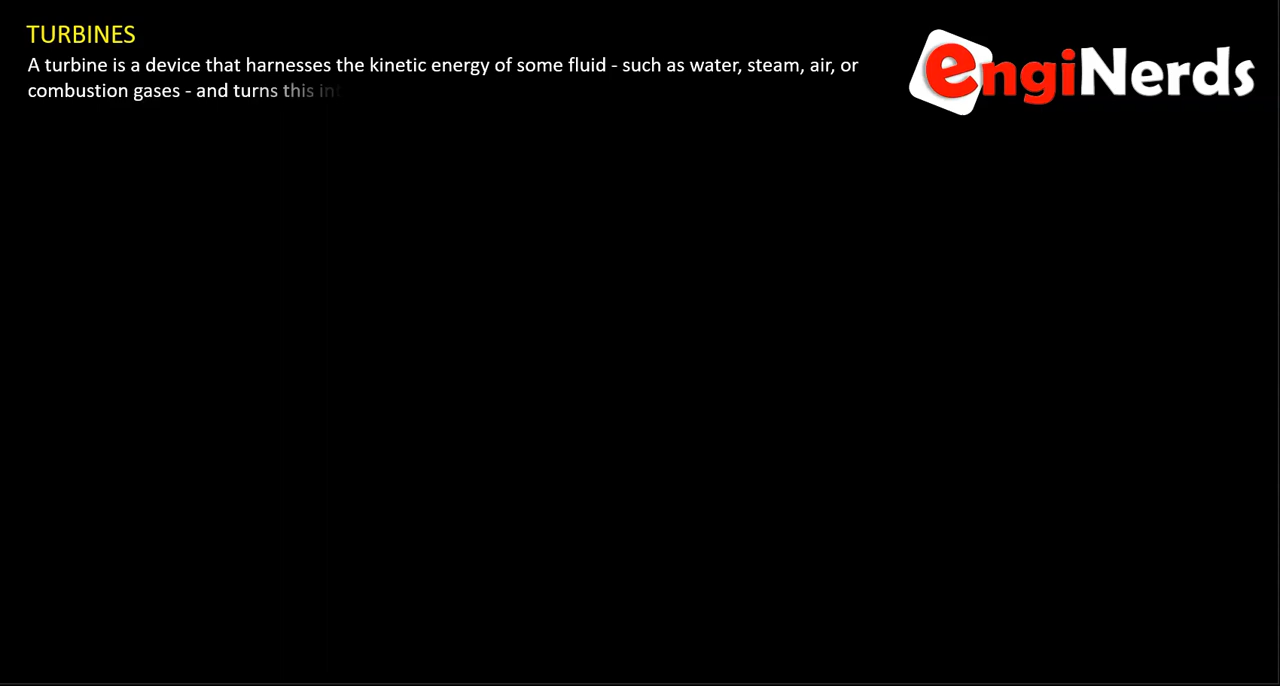 TURBINES
A turbine is a device that harnesses the kinetic energy of some fluid - such as water, steam, air, or
combustion gases - and turns this
engiNerds